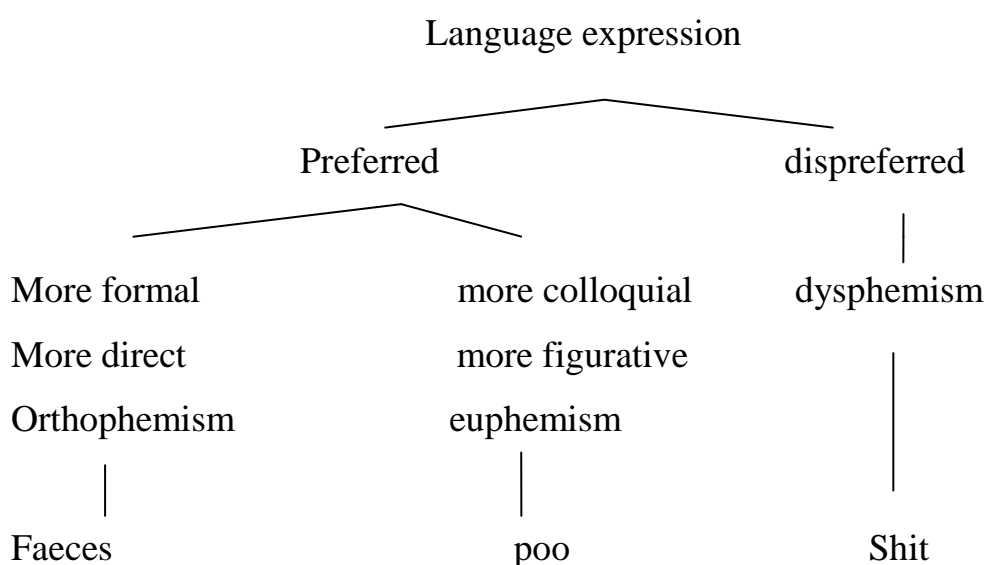 Language expression
Preferred dispreferred
More formal more colloquial dysphemism
More direct more figurative
Orthophemism euphemism
Faeces poo Shit